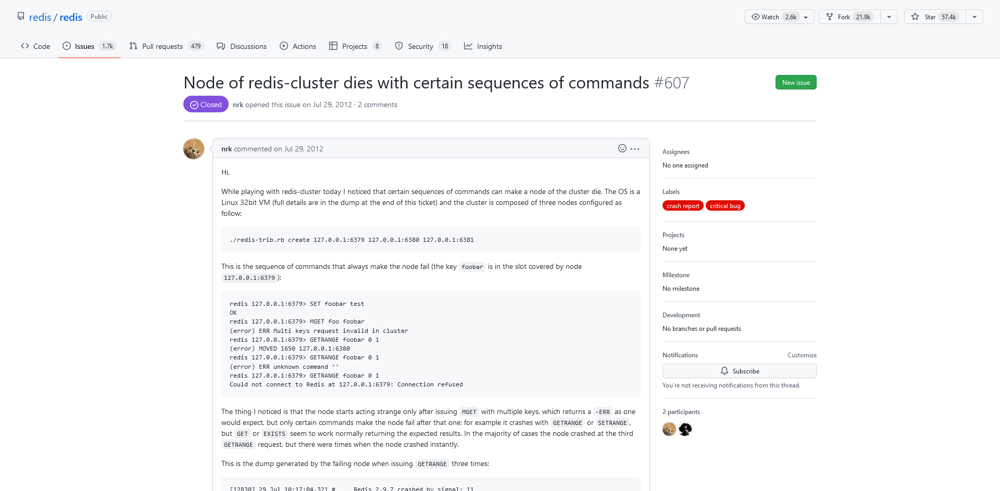 redis / redis Public
Watch 2.6k
Fork 21.9k
Star 57.4k
Code
Issues 1.7k
Pull requests 479
Discussions
Actions
Projects 8
Security 18
Insights
Node of redis-cluster dies with certain sequences of commands #607
New issue
Closed
nrk opened this issue on Jul 29, 2012 · 2 comments
nrk commented on Jul 29, 2012
Hi,
While playing with redis-cluster today I noticed that certain sequences of commands can make a node of the cluster die. The OS is a
Linux 32bit VM (full details are in the dump at the end of this ticket) and the cluster is composed of three nodes configured as
follow:
./redis-trib.rb create 127.0.0.1:6379 127.0.0.1:6380 127.0.0.1:6381
This is the sequence of commands that always make the node fail (the key foobar is in the slot covered by node
127.0.0.1:6379 ):
redis 127.0.0.1:6379> SET foobar test
OK
redis 127.0.0.1:6379> MGET foo foobar
(error) ERR Multi keys request invalid in cluster
redis 127.0.0.1:6379> GETRANGE foobar 0 1
(error) MOVED 1650 127.0.0.1:6380
redis 127.0.0.1:6379> GETRANGE foobar 0 1
(error) ERR unknown command ''
redis 127.0.0.1:6379> GETRANGE foobar 0 1
Could not connect to Redis at 127.0.0.1:6379: Connection refused
The thing I noticed is that the node starts acting strange only after issuing MGET with multiple keys, which returns a -ERR as one
would expect, but only certain commands make the node fail after that one: for example it crashes with GETRANGE or SETRANGE ,
but GET or EXISTS seem to work normally returning the expected results. In the majority of cases the node crashed at the third
GETRANGE request, but there were times when the node crashed instantly.
This is the dump generated by the failing node when issuing GETRANGE three times:
[12830] 29 Jul 10:17:04.321 # Redis 2.9.7 crashed by signal: 11
Assignees
No one assigned
Labels
crash report critical bug
Projects
None yet
Milestone
No milestone
Development
No branches or pull requests
Notifications
Customize
Subscribe
You're not receiving notifications from this thread.
2 participants